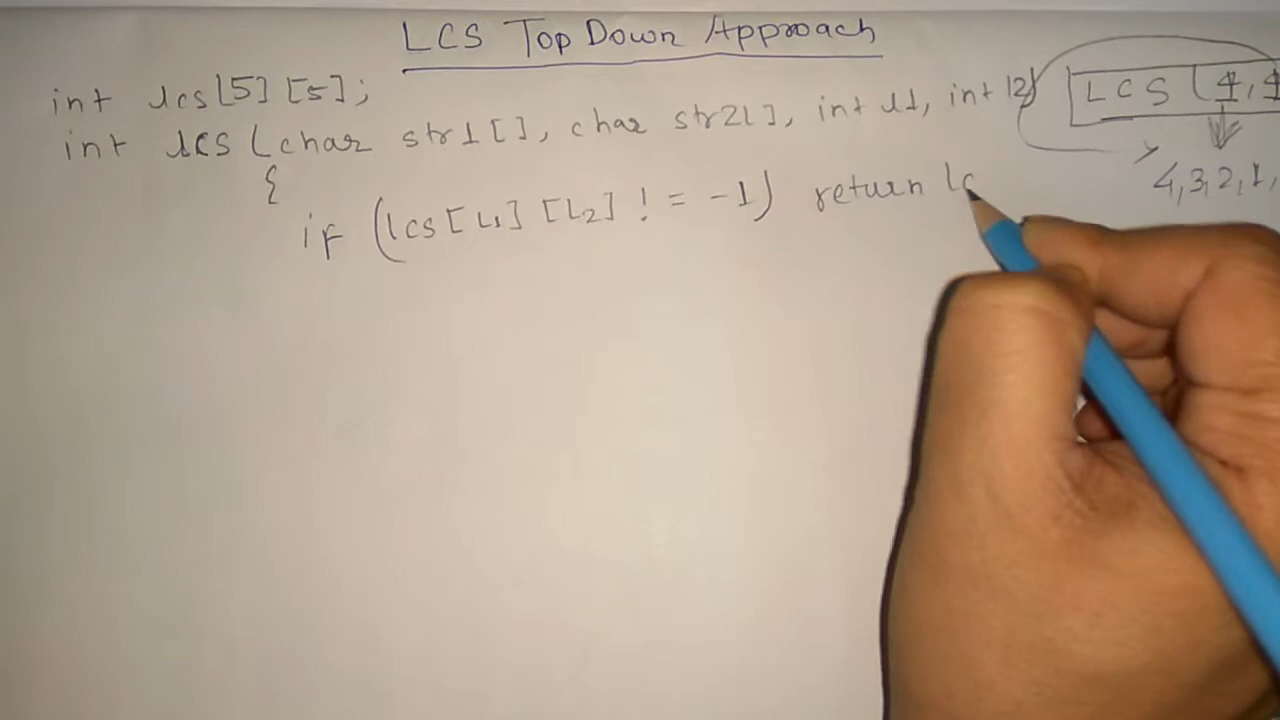 LCS Top Down Approach
int lcs[5][5];
int LCS (char str1[], char str2[], int l1, int l2)
{
if (lcs[L1][L2] != -1) return lc
LCS (4,4
4,3,2,1,